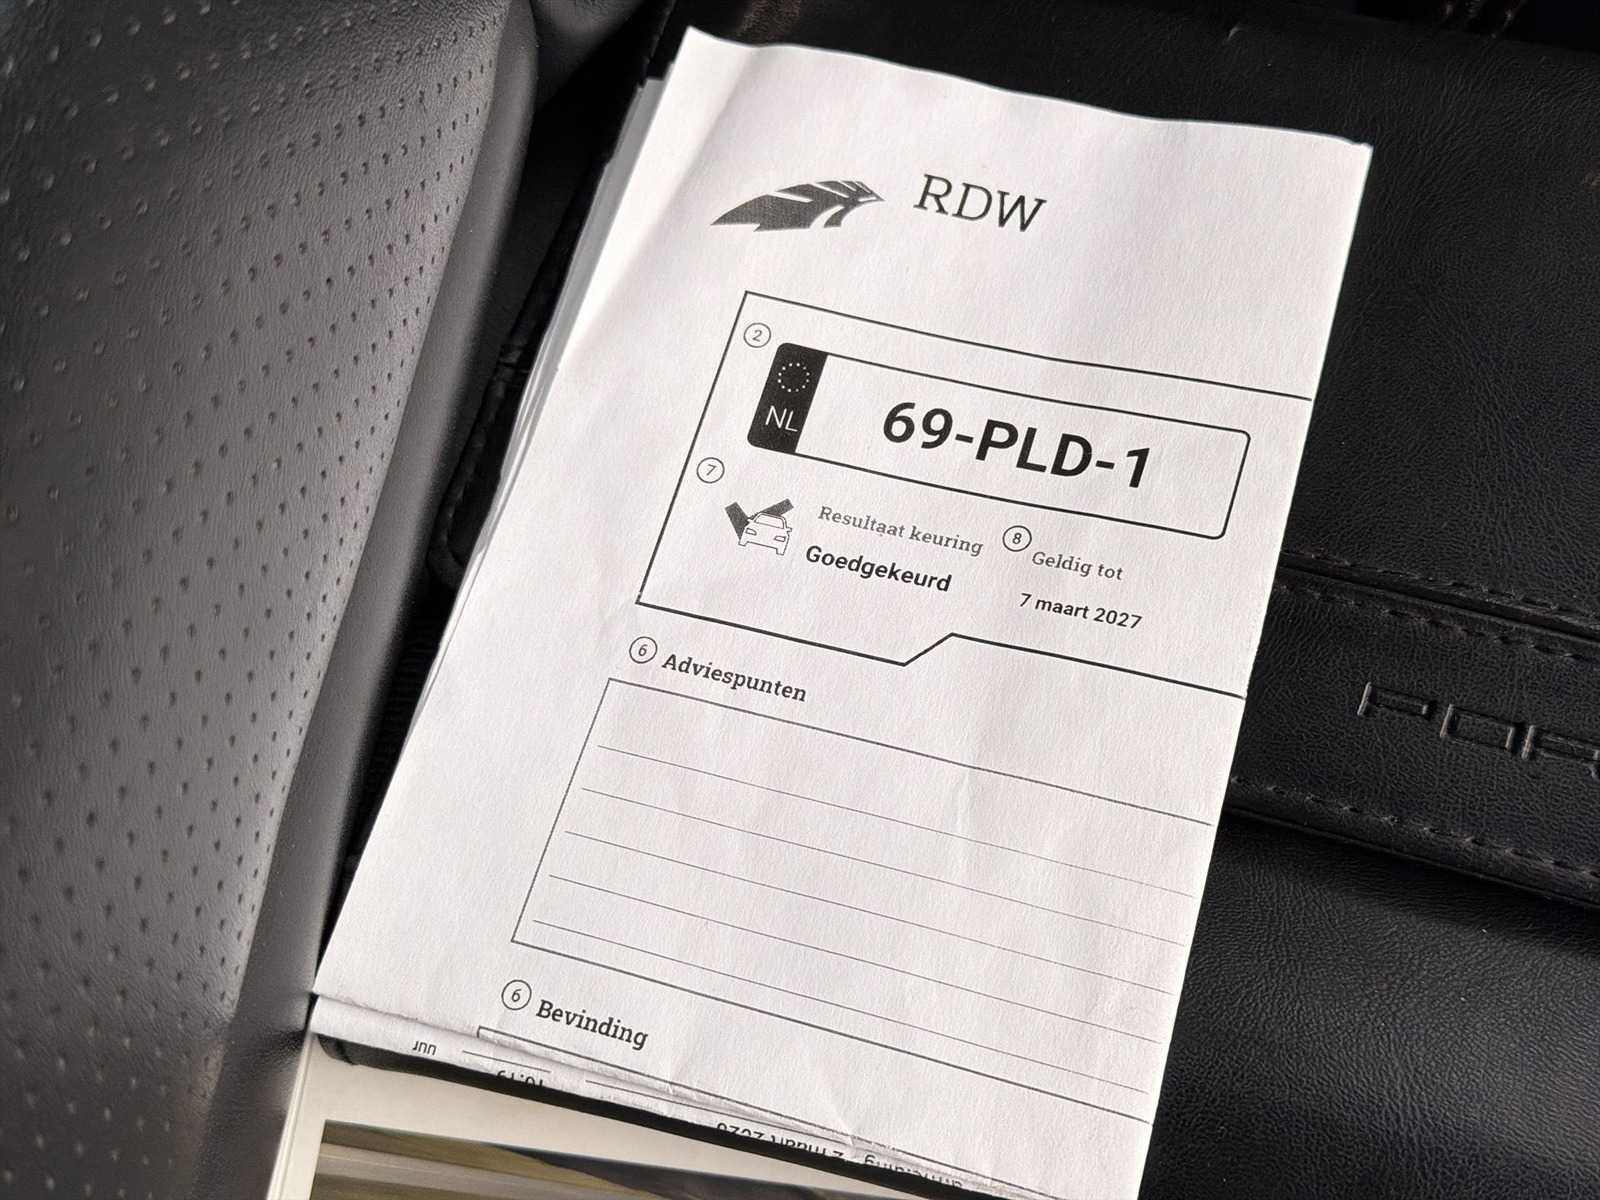 RDW
2
NL
69-PLD-1
7
Resultaat keuring
Goedgekeurd
8
Geldig tot
7 maart 2027
6 Adviespunten
6 Bevinding
uur